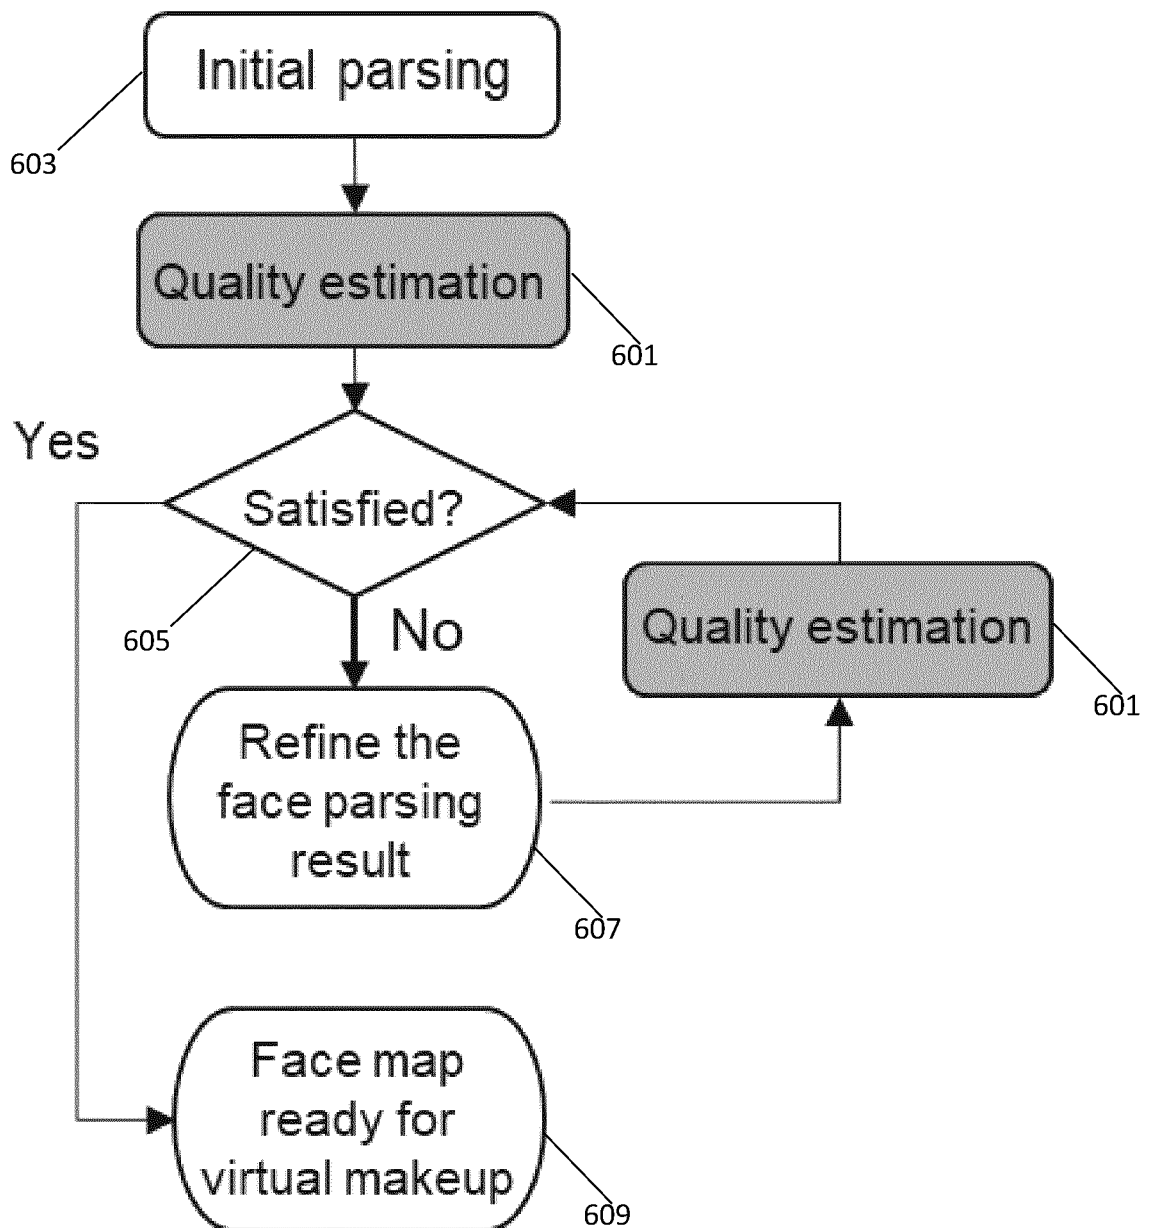 Initial parsing
603
Quality estimation
601
Yes
Satisfied?
605
No
Quality estimation
601
Refine the
face parsing
result
607
Face map
ready for
virtual makeup
609